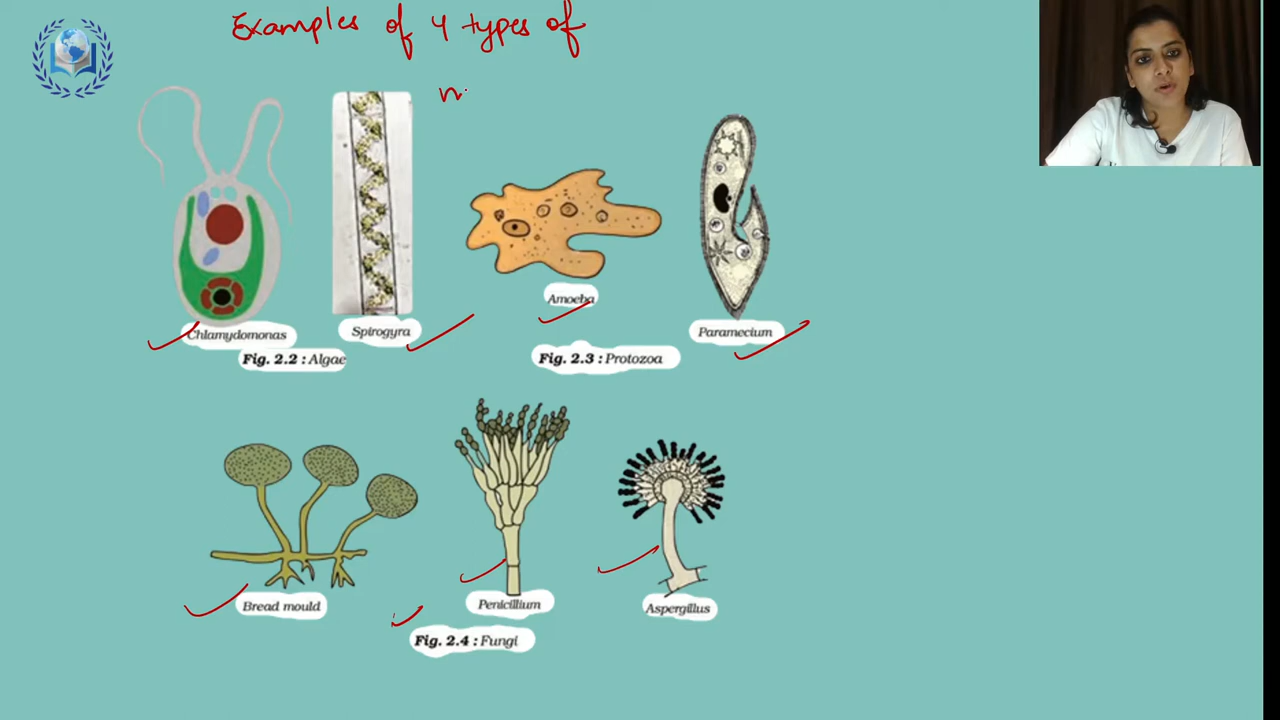 Examples of 4 types of
m
Chlamydomonas
Spirogyra
Amoeba
Paramecium
Fig. 2.2 : Algae
Fig. 2.3 : Protozoa
Bread mould
Penicillium
Aspergillus
Fig. 2.4 : Fungi